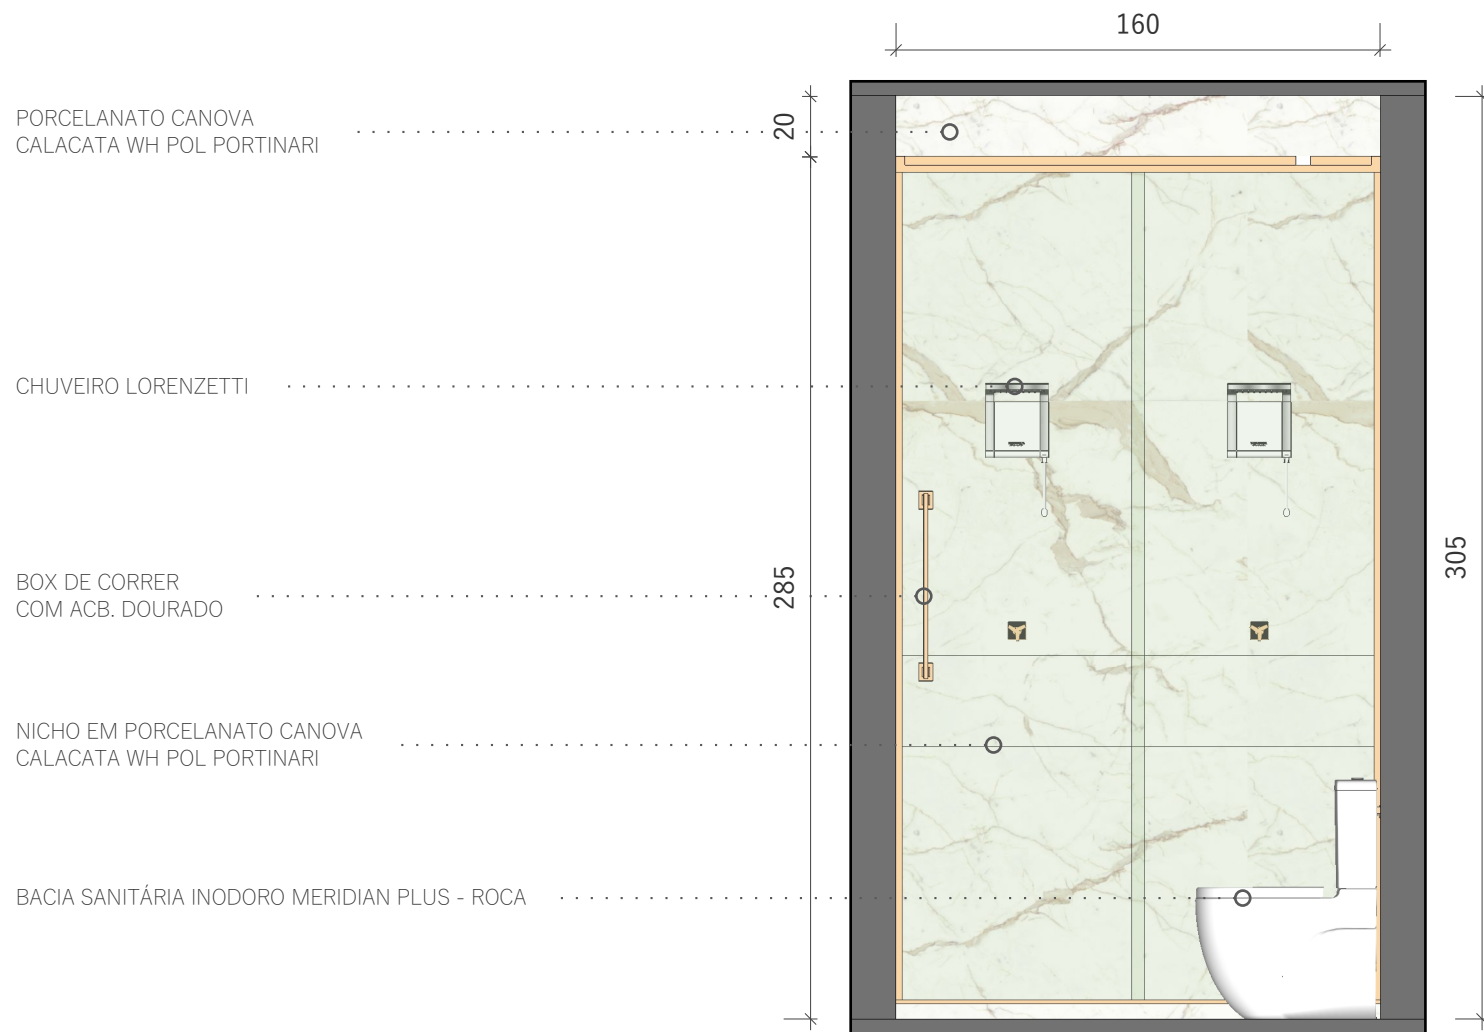 160
PORCELANATO CANOVA
CALACATA WH POL PORTINARI
20
CHUVEIRO LORENZETTI
BOX DE CORRER
COM ACB. DOURADO
285
305
NICHO EM PORCELANATO CANOVA
CALACATA WH POL PORTINARI
BACIA SANITÁRIA INODORO MERIDIAN PLUS - ROCA